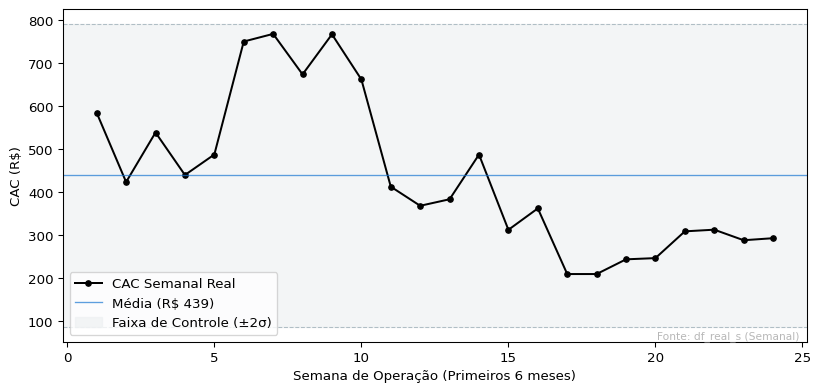 800
700
600
500
400
300
200
100
CAC (R$)
CAC Semanal Real
Média (R$ 439)
Faixa de Controle (±2σ)
Fonte: df_real_s (Semanal)
0 5 10 15 20 25
Semana de Operação (Primeiros 6 meses)